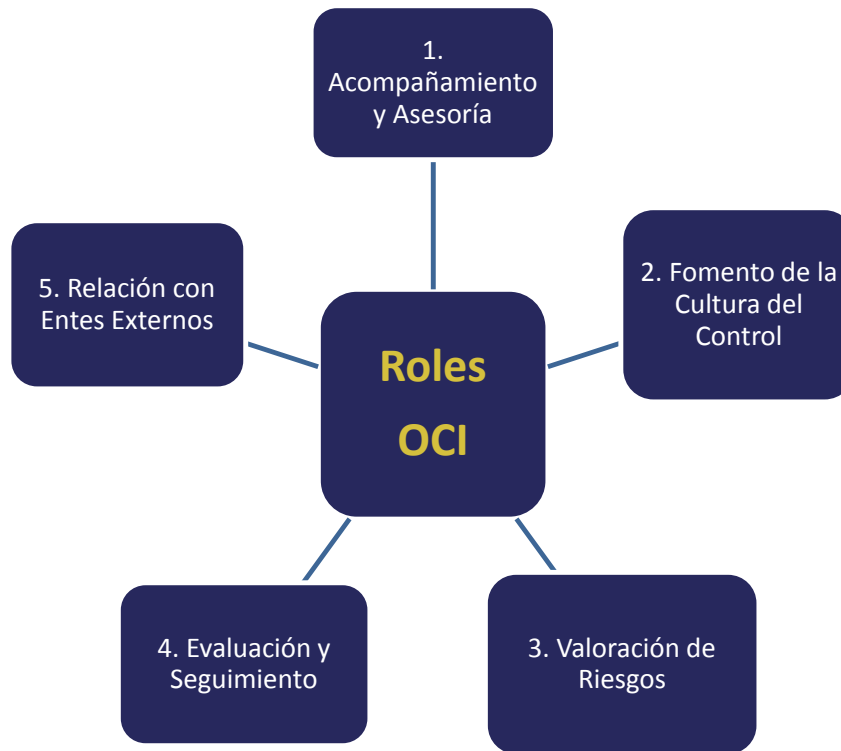 1.
Acompañamiento
y Asesoría
2. Fomento de la
Cultura del
Control
5. Relación con
Entes Externos
Roles
OCI
4. Evaluación y
Seguimiento
3. Valoración de
Riesgos